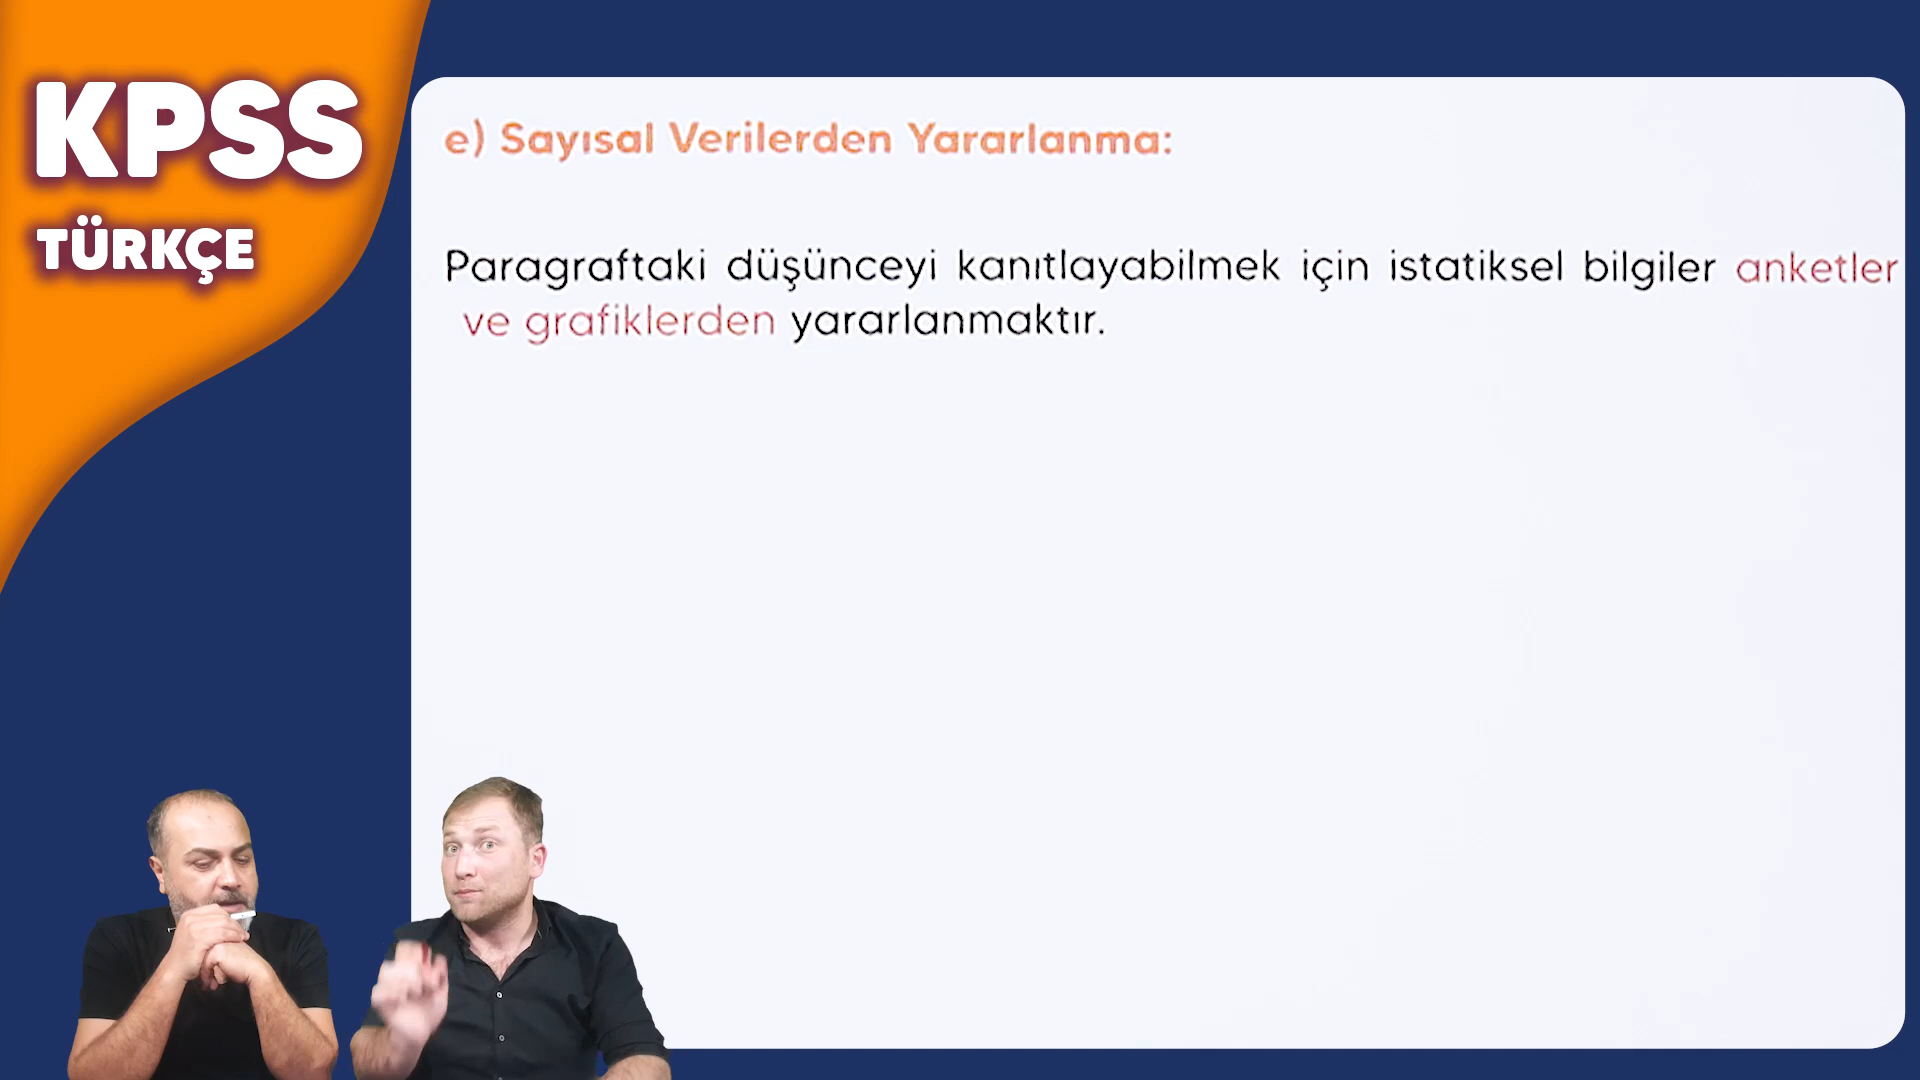 KPSS
TÜRKÇE
e) Sayısal Verilerden Yararlanma:
Paragraftaki düşünceyi kanıtlayabilmek için istatiksel bilgiler anketler
ve grafiklerden yararlanmaktır.